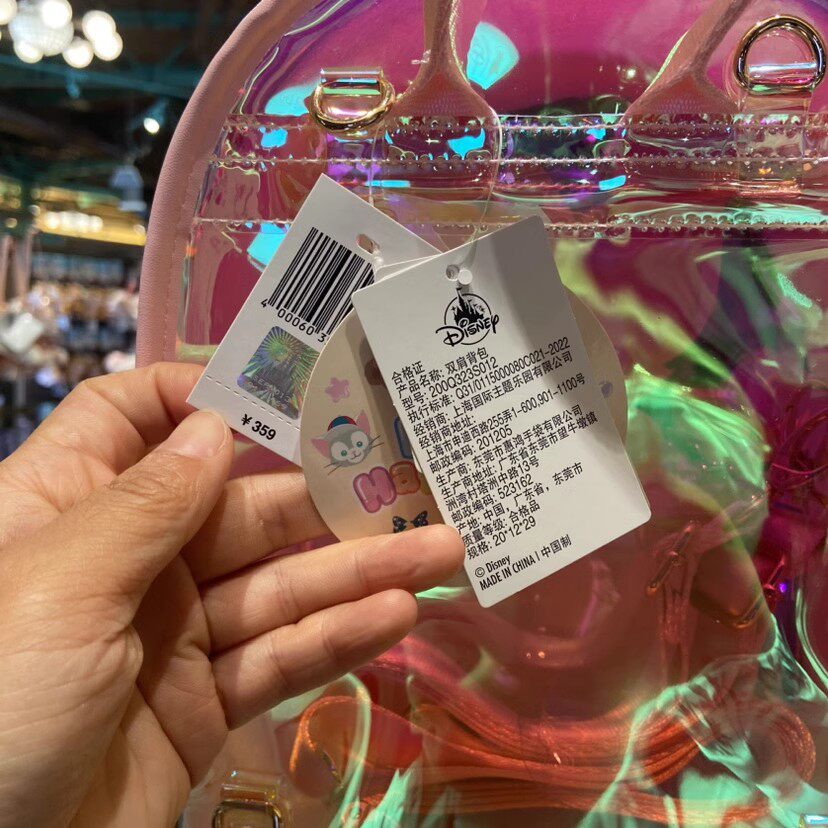 400060
¥359
Disney
合格证
产品名称: 双肩背包
型号: 200Q323S012
执行标准: Q31/0115000080C021-2022
经销商: 上海国际主题乐园有限公司
经销商地址:
上海市申迪南路255弄1-600,901-1100号
邮政编码: 201205
生产商: 东莞市惠鸿手袋有限公司
生产商地址: 广东省东莞市望牛墩镇
洲湾村珠洲中路13号
邮政编码: 523162
产地: 中国, 广东省, 东莞市
质量等级: 合格品
规格: 20*12*29
© Disney
MADE IN CHINA | 中国制